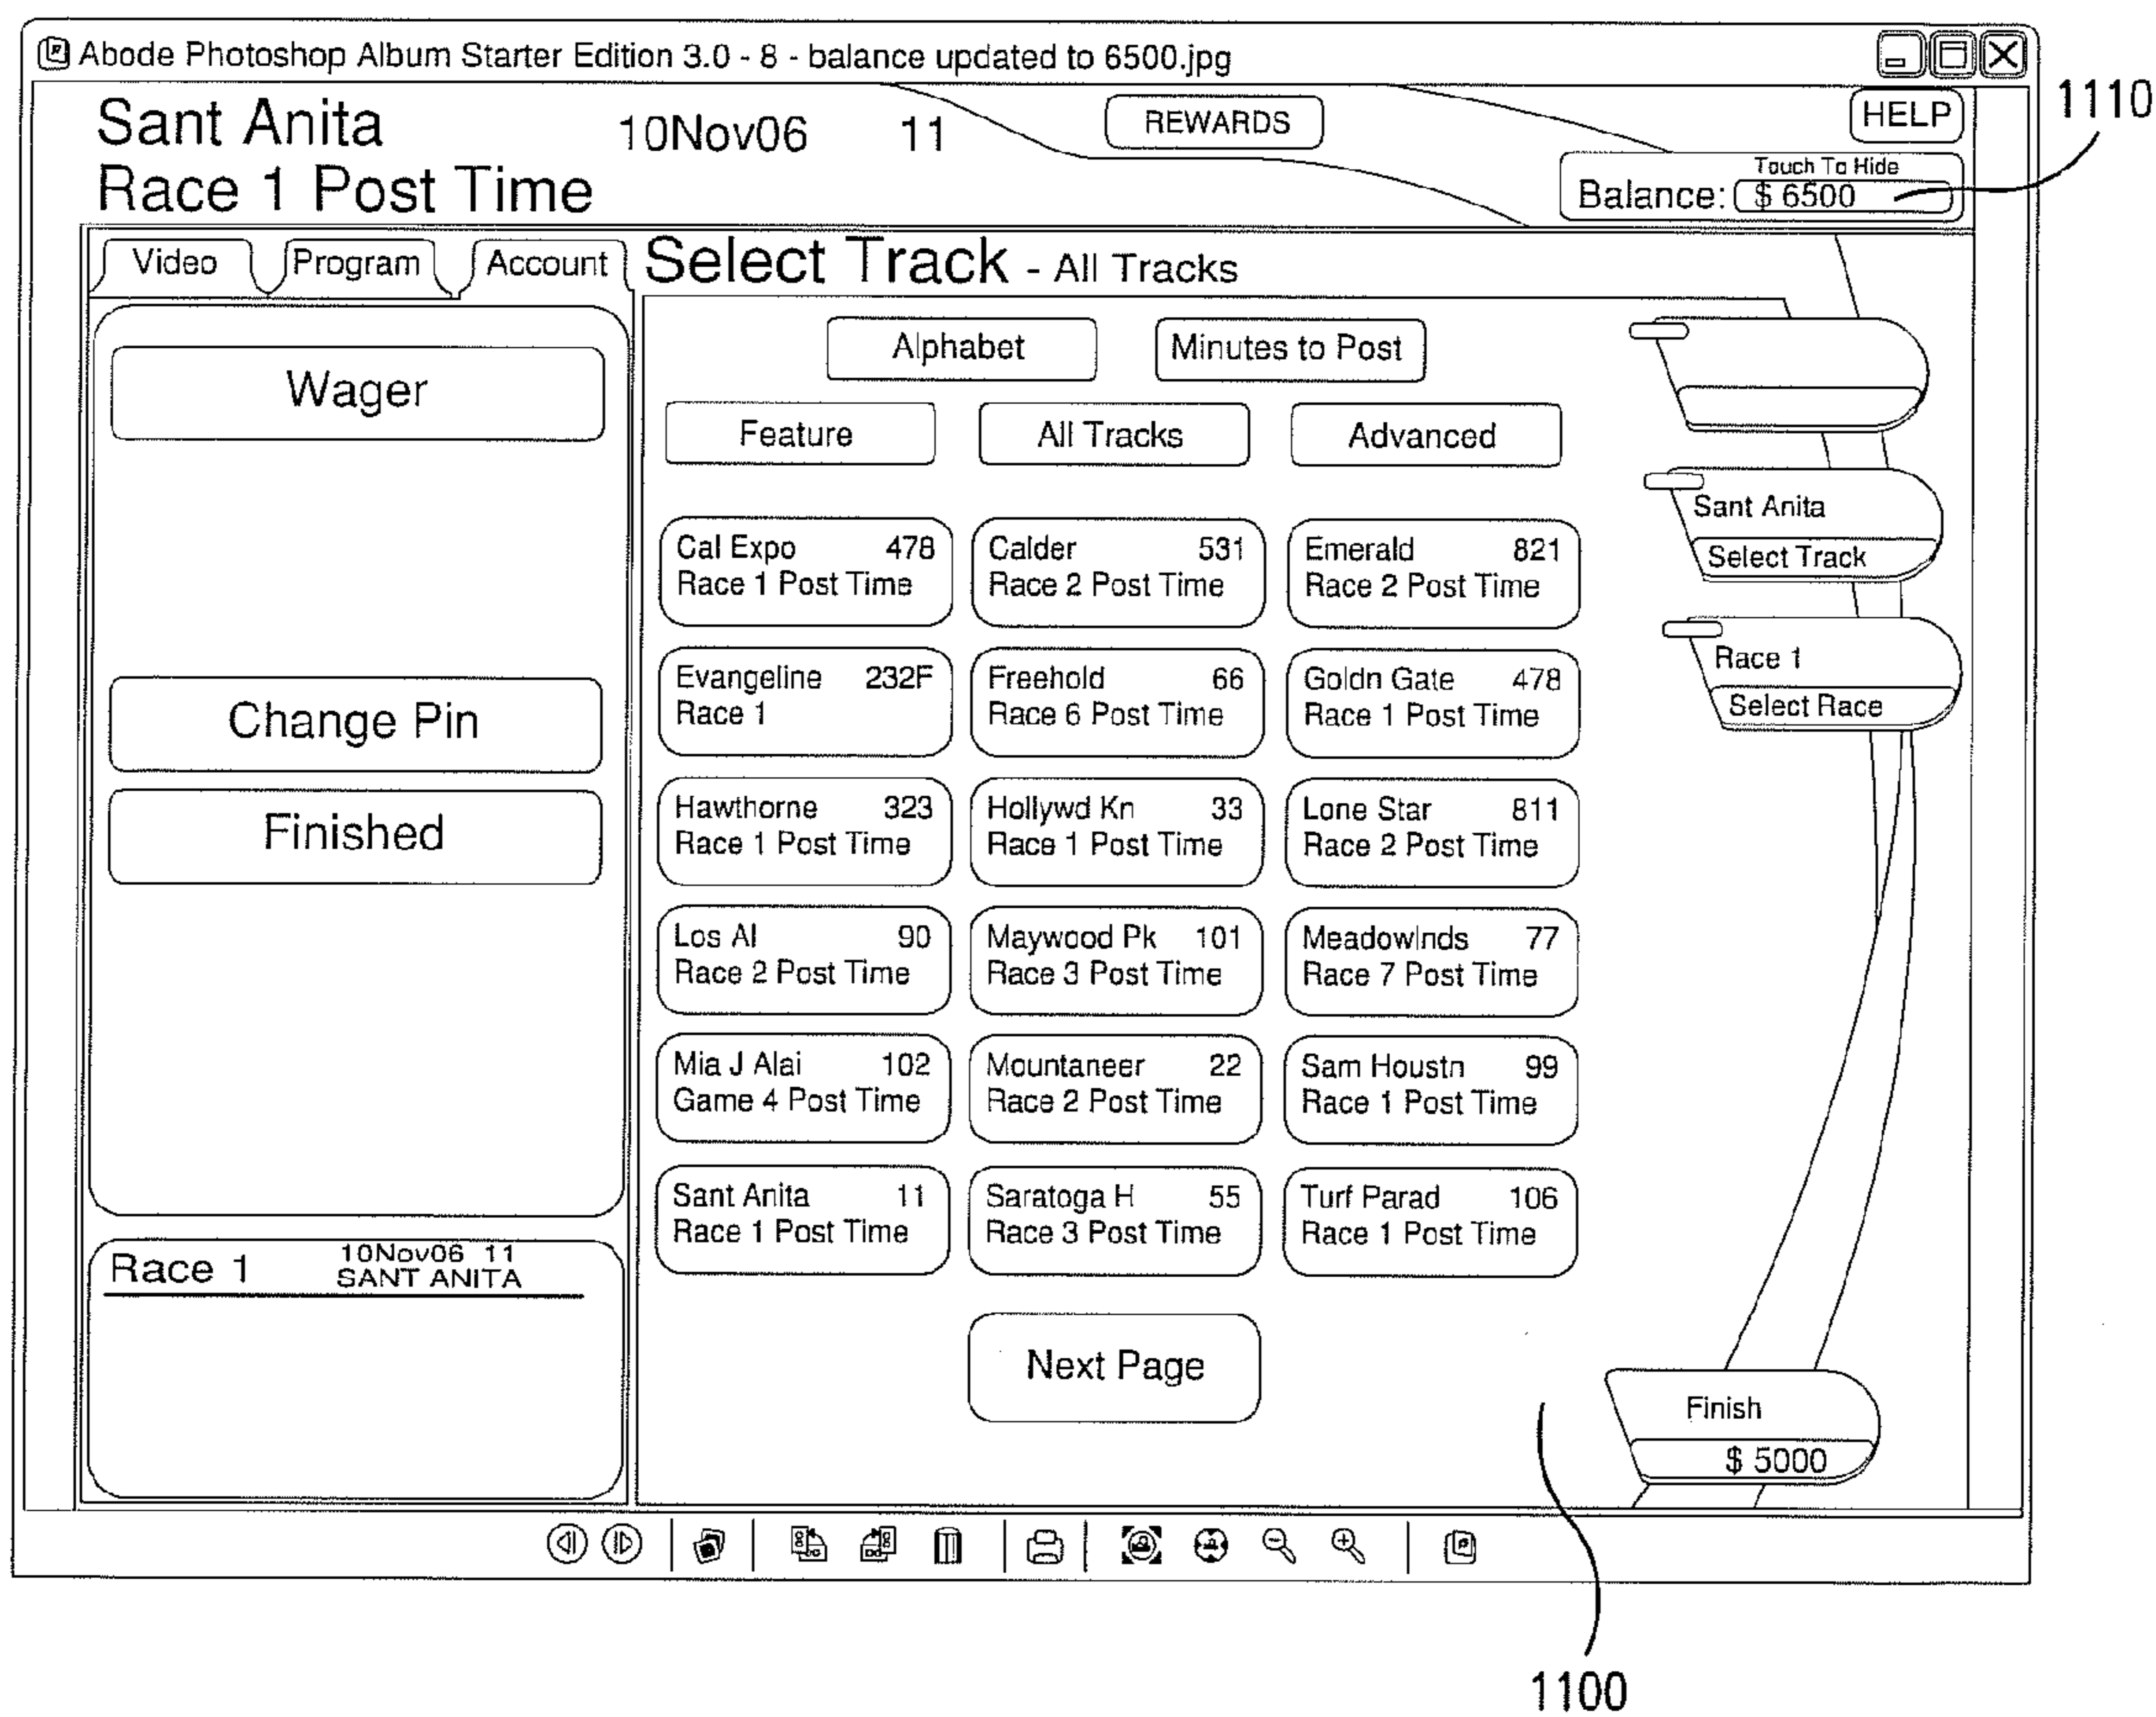 Abode Photoshop Album Starter Edition 3.0 - 8 - balance updated to 6500.jpg
1110
Sant Anita 10Nov06 11 REWARDS HELP
Race 1 Post Time
Touch To Hide
Balance: $ 6500
Video Program Account
Select Track - All Tracks
Wager
Change Pin
Finished
Race 1 10Nov06 11
SANT ANITA
Alphabet Minutes to Post
Feature All Tracks Advanced
Cal Expo 478 Calder 531 Emerald 821
Race 1 Post Time Race 2 Post Time Race 2 Post Time
Evangeline 232F Freehold 66 Goldn Gate 478
Race 1 Race 6 Post Time Race 1 Post Time
Hawthorne 323 Hollywd Kn 33 Lone Star 811
Race 1 Post Time Race 1 Post Time Race 2 Post Time
Los Al 90 Maywood Pk 101 Meadowlnds 77
Race 2 Post Time Race 3 Post Time Race 7 Post Time
Mia J Alai 102 Mountaneer 22 Sam Houstn 99
Game 4 Post Time Race 2 Post Time Race 1 Post Time
Sant Anita 11 Saratoga H 55 Turf Parad 106
Race 1 Post Time Race 3 Post Time Race 1 Post Time
Next Page
Sant Anita
Select Track
Race 1
Select Race
Finish
$ 5000
1100